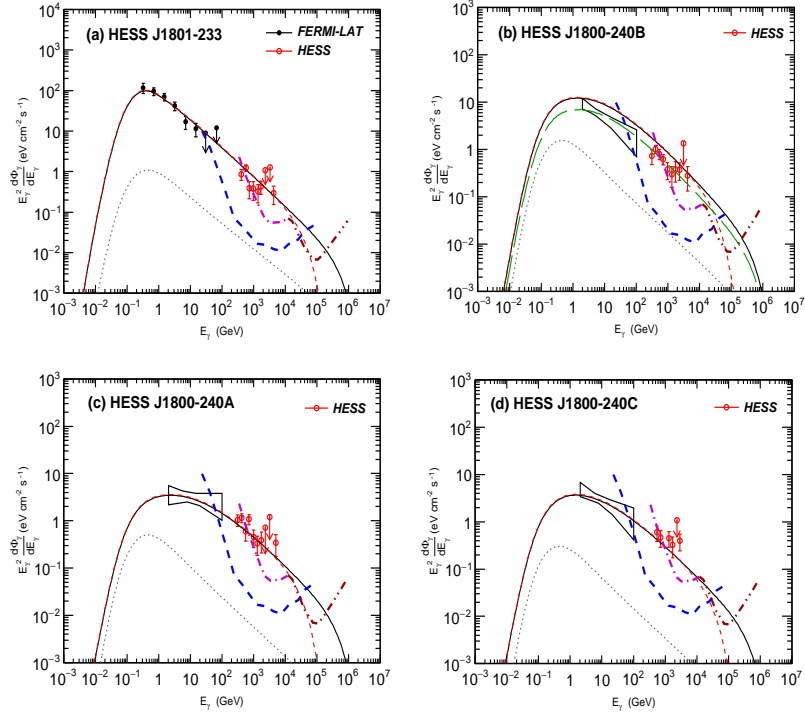 (a) HESS J1801-233
FERMI-LAT
HESS
10^5
10^4
10^3
10^2
10
1
10^-1
10^-2
10^-3
E_γ^2 dΦ_γ/dE_γ (eV cm^-2 s^-1)
10^-3 10^-2 10^-1 1 10 10^2 10^3 10^4 10^5 10^6 10^7
E_γ (GeV)
(b) HESS J1800-240B
HESS
10^3
10^2
10
1
10^-1
10^-2
10^-3
E_γ^2 dΦ_γ/dE_γ (eV cm^-2 s^-1)
10^-3 10^-2 10^-1 1 10 10^2 10^3 10^4 10^5 10^6 10^7
E_γ (GeV)
(c) HESS J1800-240A
HESS
10^3
10^2
10
1
10^-1
10^-2
10^-3
E_γ^2 dΦ_γ/dE_γ (eV cm^-2 s^-1)
10^-3 10^-2 10^-1 1 10 10^2 10^3 10^4 10^5 10^6 10^7
E_γ (GeV)
(d) HESS J1800-240C
HESS
10^3
10^2
10
1
10^-1
10^-2
10^-3
E_γ^2 dΦ_γ/dE_γ (eV cm^-2 s^-1)
10^-3 10^-2 10^-1 1 10 10^2 10^3 10^4 10^5 10^6 10^7
E_γ (GeV)